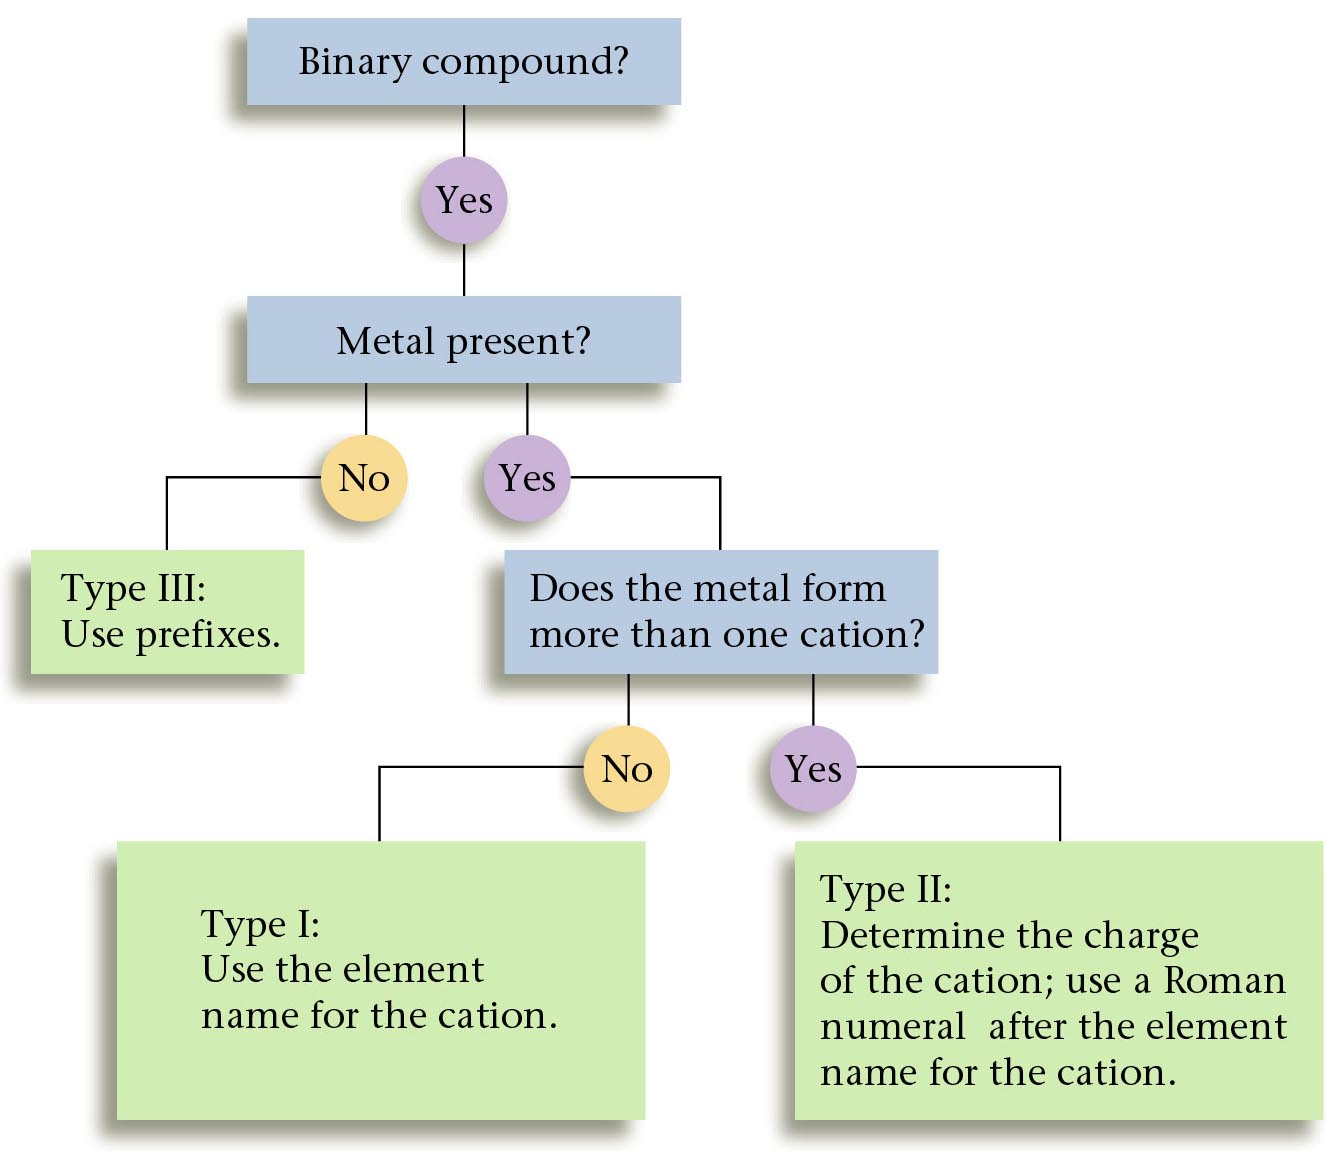 Binary compound?
Yes
Metal present?
No
Yes
Type III:
Use prefixes.
Does the metal form
more than one cation?
No
Yes
Type I:
Use the element
name for the cation.
Type II:
Determine the charge
of the cation; use a Roman
numeral  after the element
name for the cation.